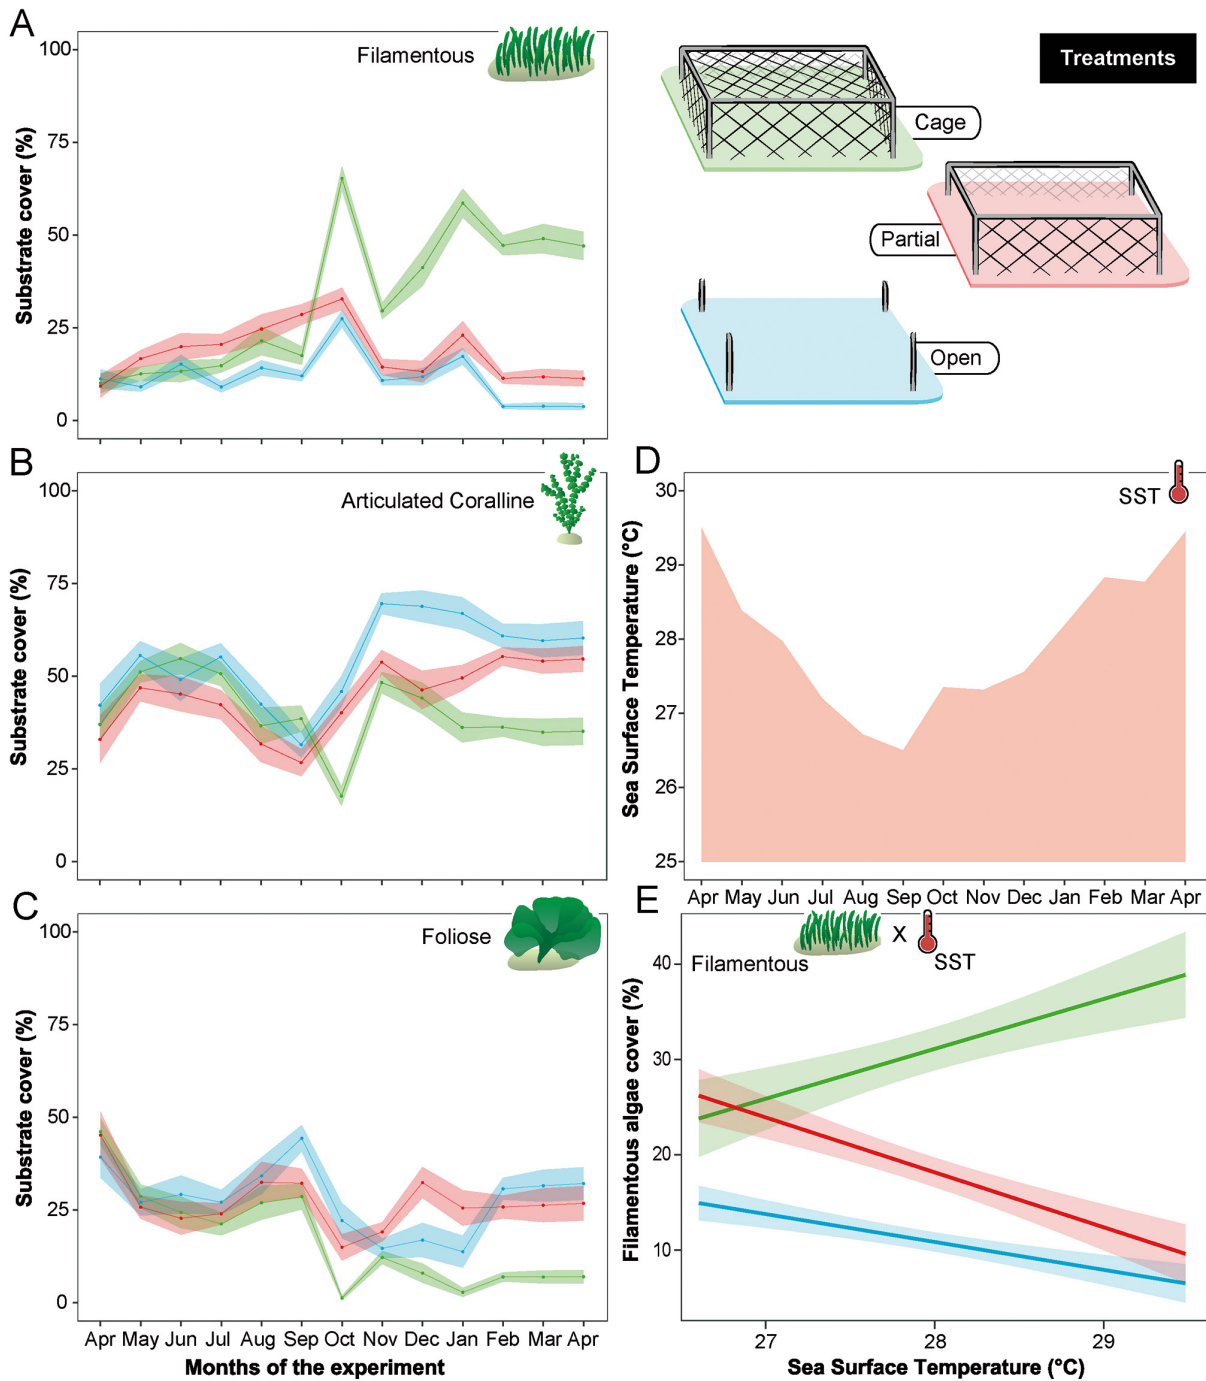 A
Filamentous
Substrate cover (%)
100
75
50
25
0
Treatments
Cage
Partial
Open
B
Articulated Coralline
Substrate cover (%)
100
75
50
25
0
C
Foliose
Substrate cover (%)
100
75
50
25
0
Apr May Jun Jul Aug Sep Oct Nov Dec Jan Feb Mar Apr
Months of the experiment
D
SST
Sea Surface Temperature (°C)
30
29
28
27
26
25
Apr May Jun Jul Aug Sep Oct Nov Dec Jan Feb Mar Apr
E
Filamentous
X
SST
Filamentous algae cover (%)
40
30
20
10
27 28 29
Sea Surface Temperature (°C)